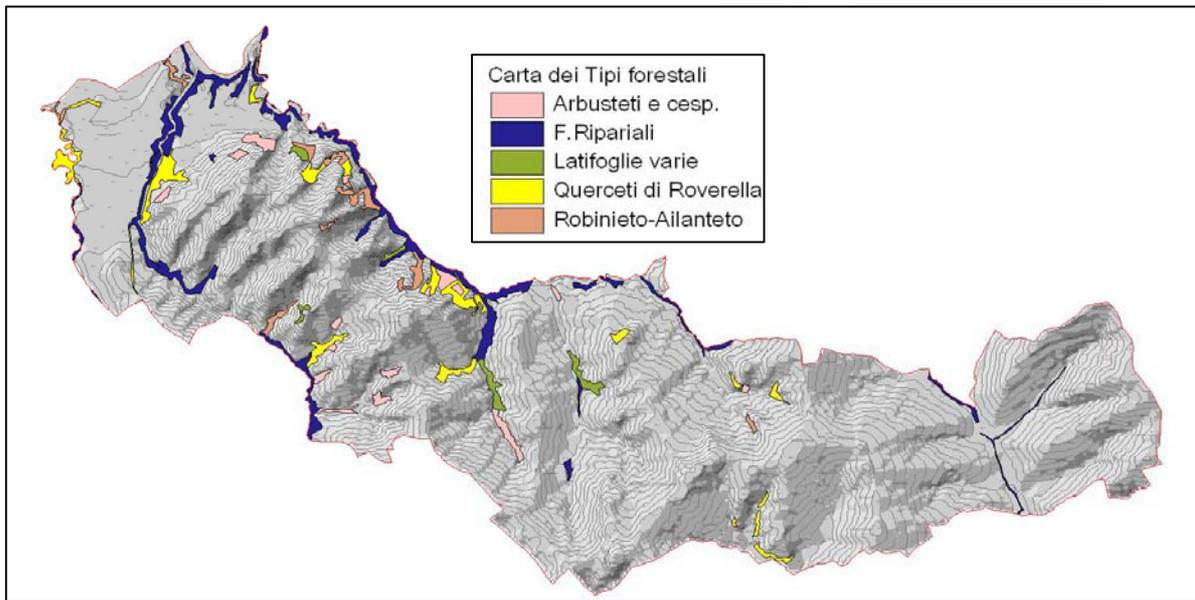 Carta dei Tipi forestali
Arbusteti e cesp.
F.Ripariali
Latifoglie varie
Querceti di Roverella
Robinieto-Ailanteto